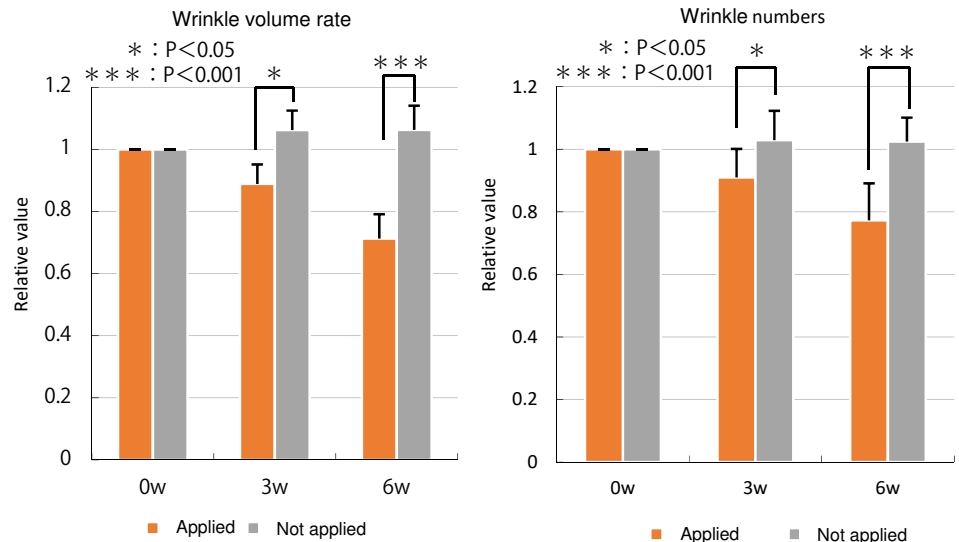 Wrinkle volume rate
＊：P＜0.05
＊＊＊：P＜0.001
＊
＊＊＊
Relative value
1.2
1
0.8
0.6
0.4
0.2
0
0w 3w 6w
Applied Not applied
Wrinkle numbers
＊：P＜0.05
＊＊＊：P＜0.001
＊
＊＊＊
Relative value
1.2
1
0.8
0.6
0.4
0.2
0
0w 3w 6w
Applied Not applied